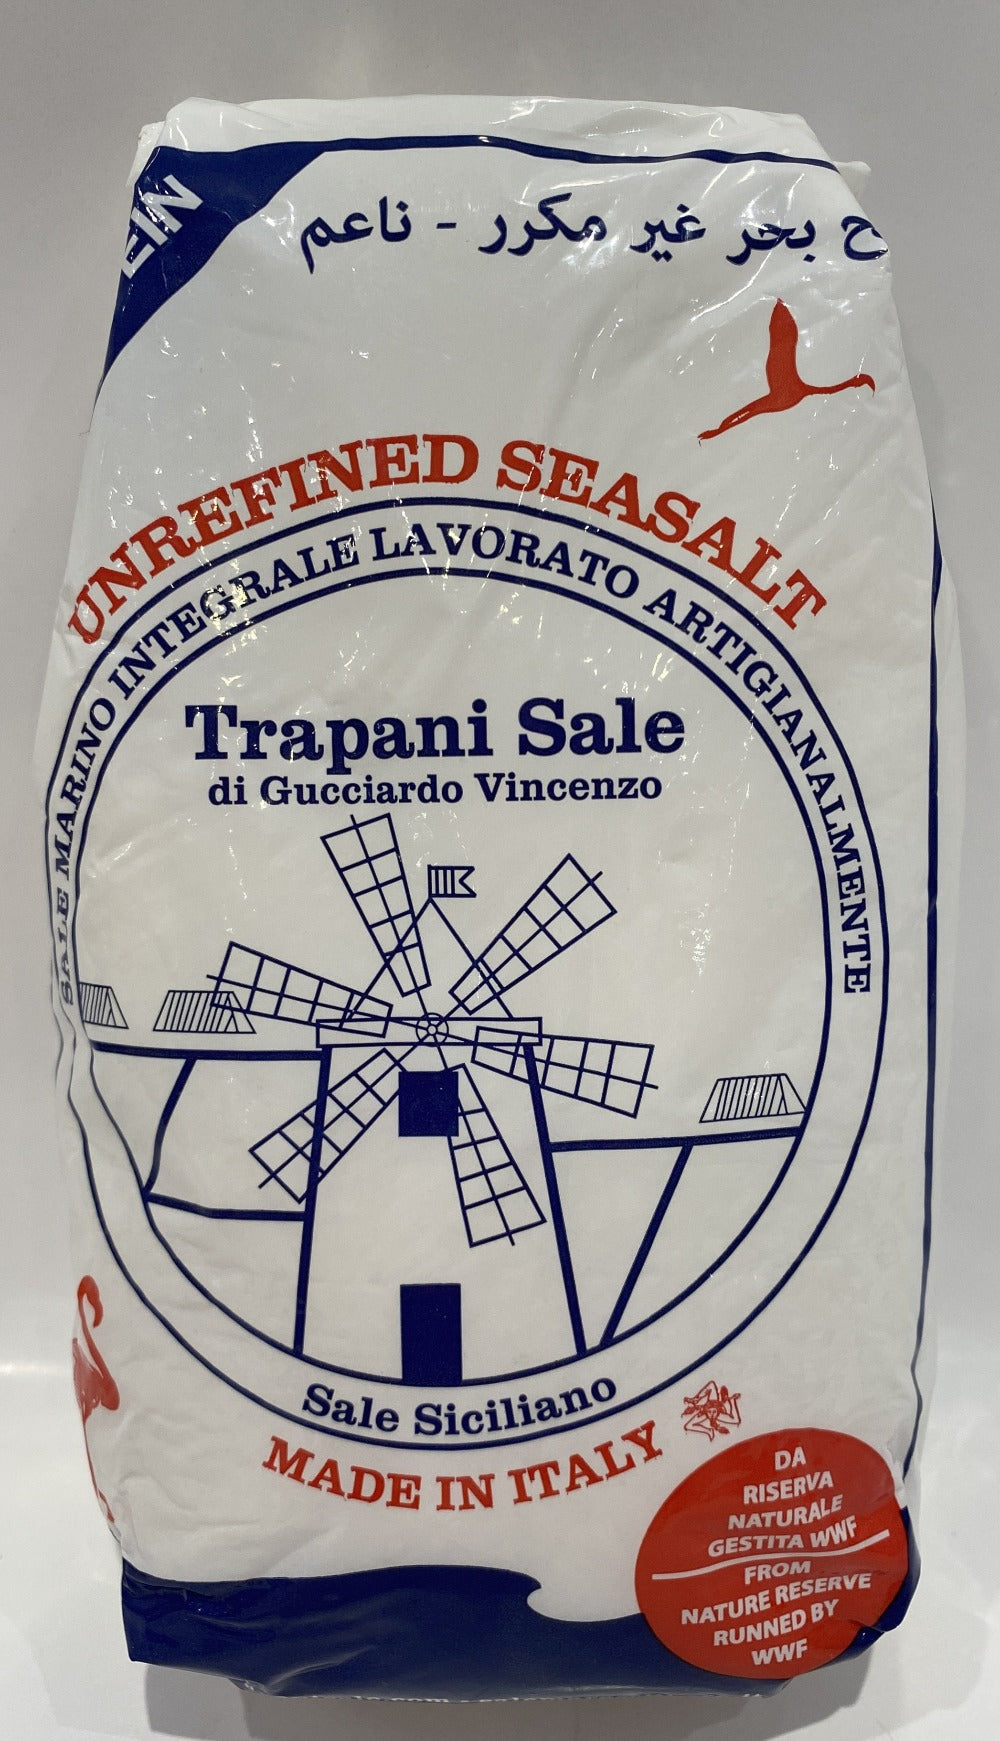 EIN
ح بحر غير مكرر - ناعم
UNREFINED SEASALT
SALE MARINO INTEGRALE LAVORATO ARTIGIANALMENTE
Trapani Sale
di Gucciardo Vincenzo
Sale Siciliano
MADE IN ITALY
DA
RISERVA
NATURALE
GESTITA WWF
FROM
NATURE RESERVE
RUNNED BY
WWF